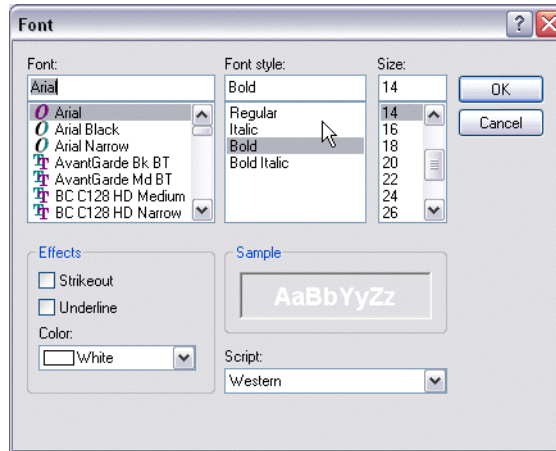 Font
Font:
Arial
Arial
Arial Black
Arial Narrow
AvantGarde Bk BT
AvantGarde Md BT
BC C128 HD Medium
BC C128 HD Narrow
Font style:
Bold
Regular
Italic
Bold
Bold Italic
Size:
14
14
16
18
20
22
24
26
OK
Cancel
Effects
Strikeout
Underline
Color:
White
Sample
AaBbYyZz
Script:
Western